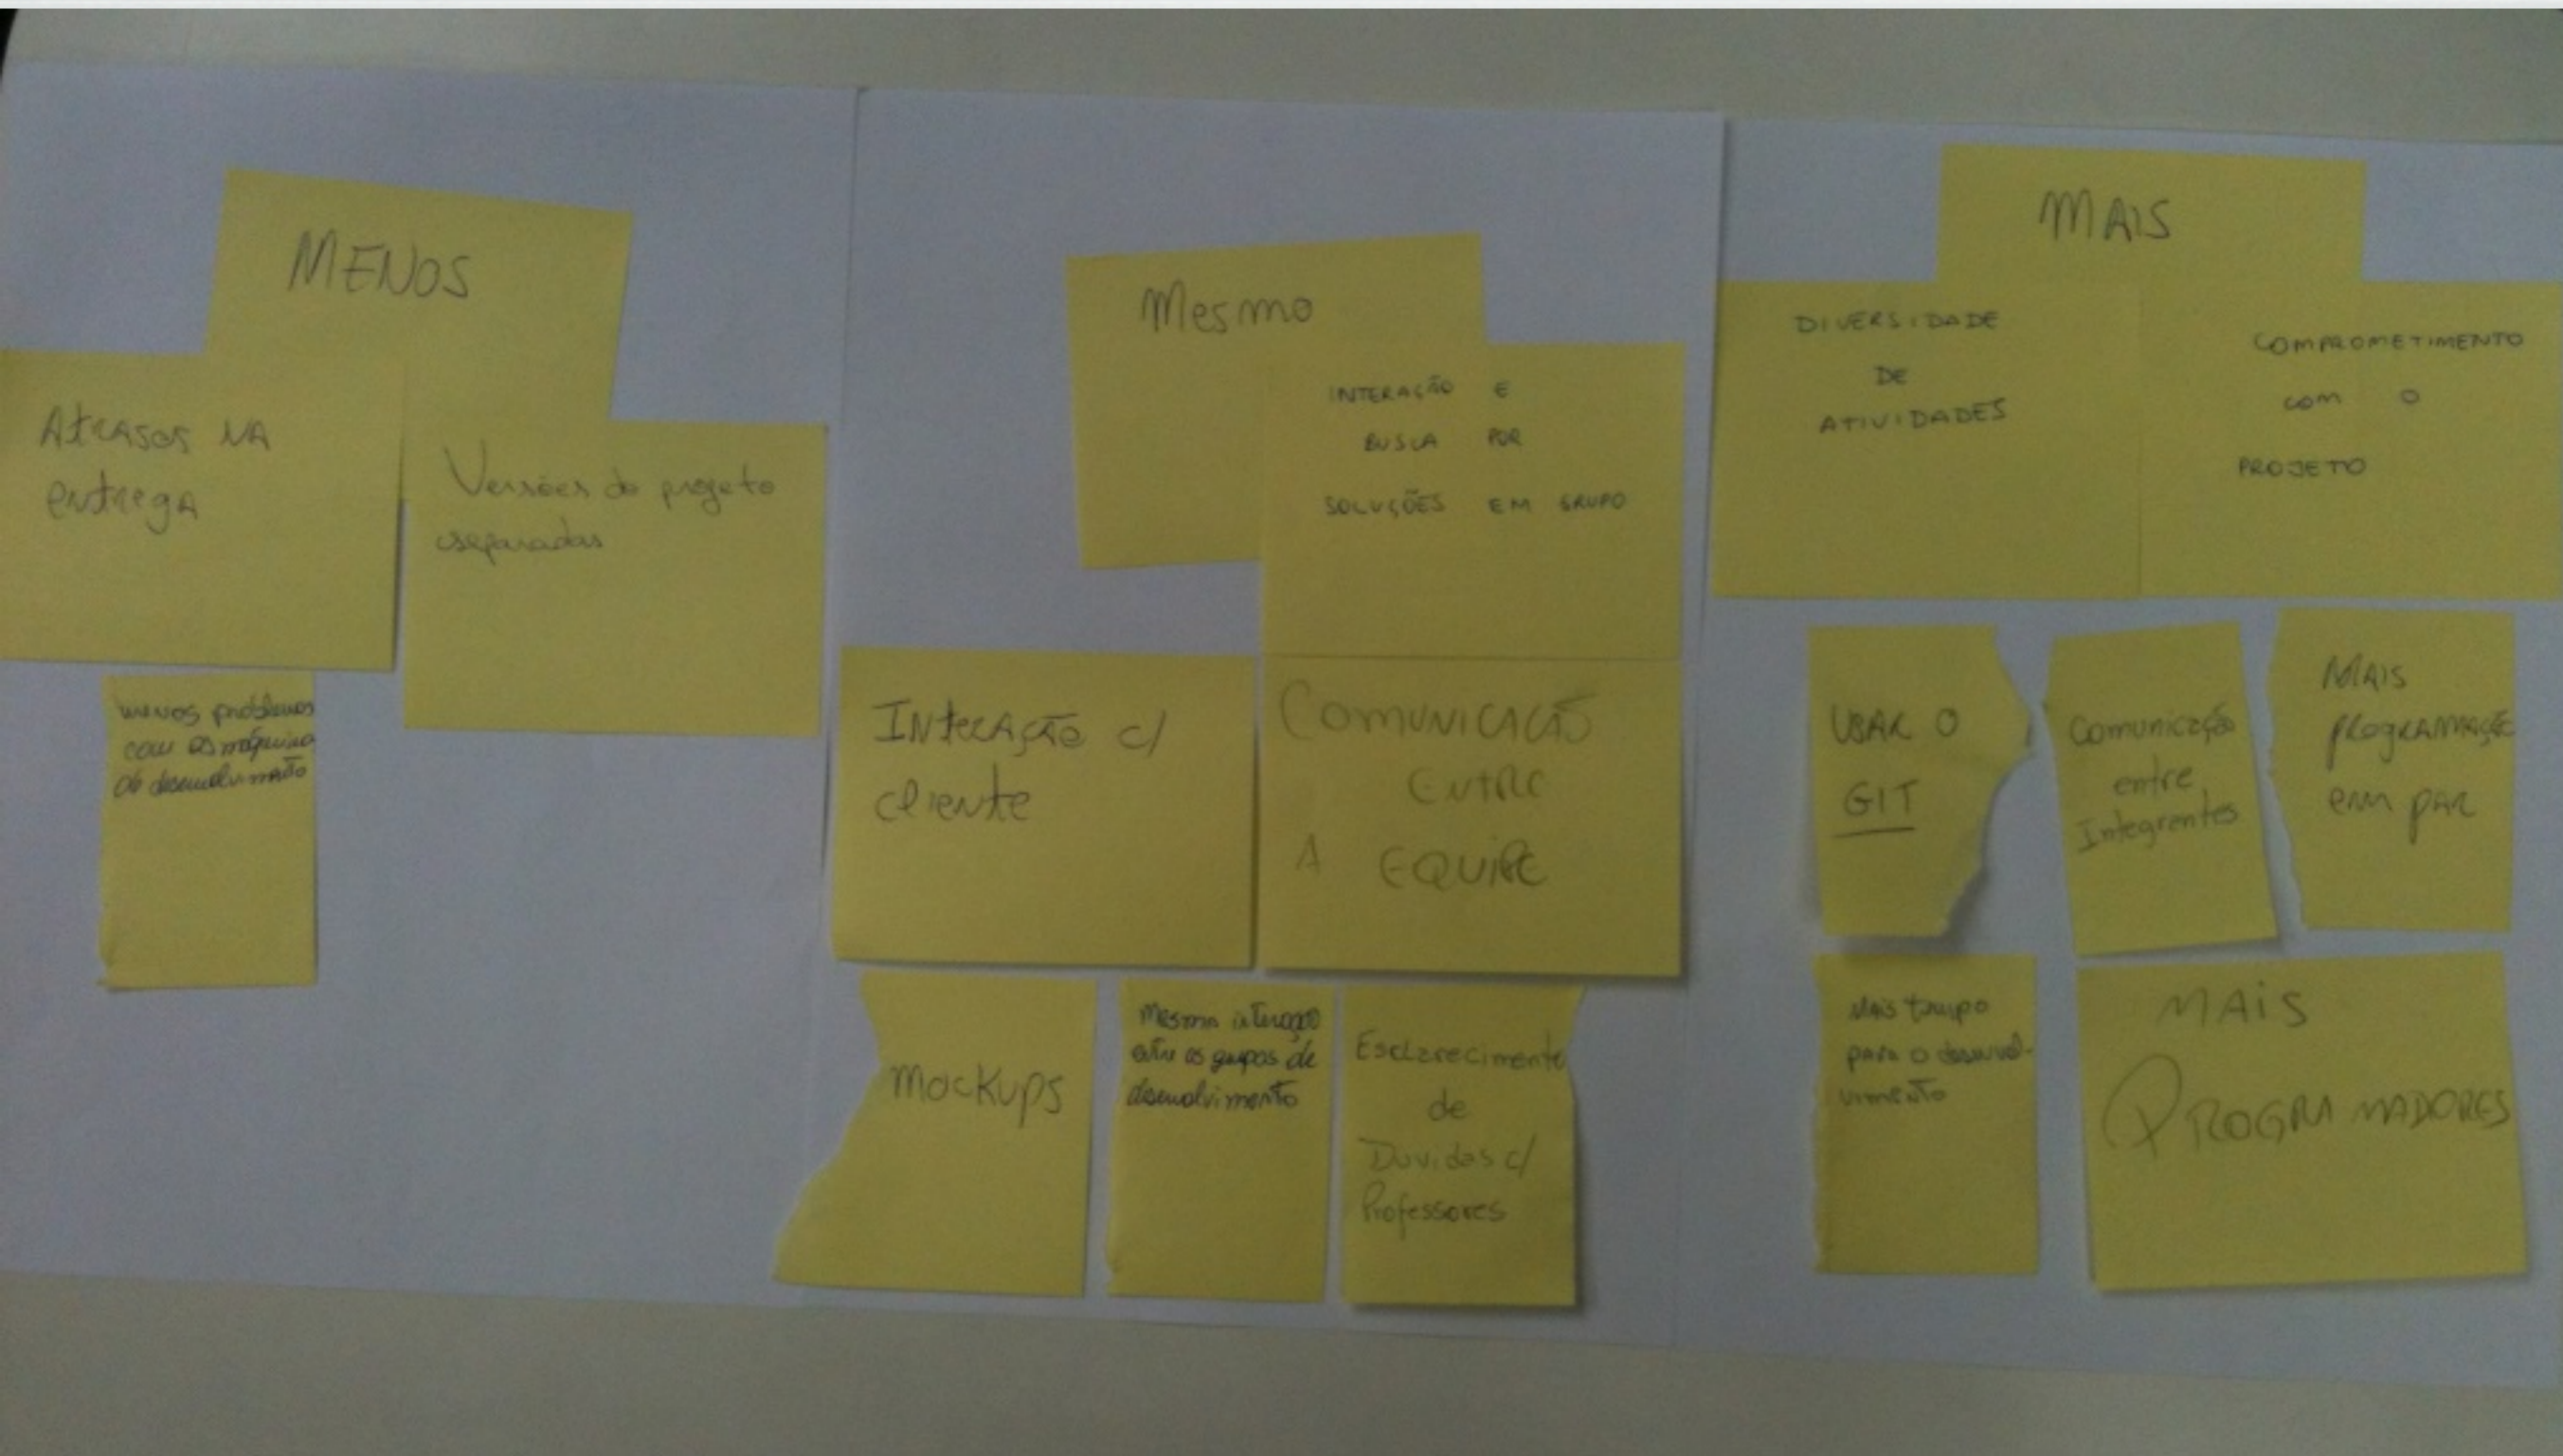 MENOS
Atrasos NA
entrega
Versões do projeto
separadas
menos problemas
com as máquina
de desenvolvimento
Mesmo
INTERAÇÃO E
BUSCA POR
SOLUÇÕES EM GRUPO
INterAção c/
cliente
COMUNICACAÕ
ENTRE
A EQUIPE
mockups
mesma interação
entre os grupos de
desenvolvimento
Esclarecimento
de
Duvidas c/
Professores
MAIS
DIVERSIDADE
DE
ATIVIDADES
COMPROMETIMENTO
COM O
PROJETO
USAR O
GIT
Comunicação
entre
Integrantes
MAIS
programação
em par
Mais tempo
para o desenvol-
vimento
MAIS
PROGRAMADORES